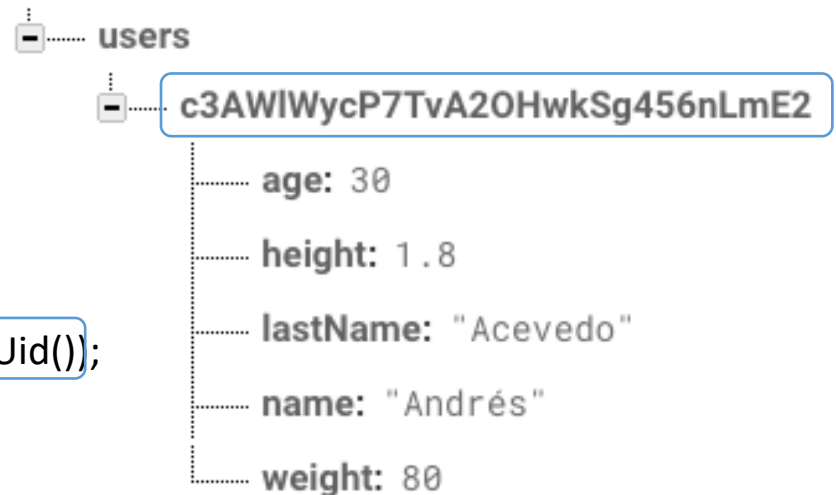 users
c3AWlWycP7TvA2OHwkSg456nLmE2
age: 30
height: 1.8
lastName: "Acevedo"
Uid());
name: "Andrés"
weight: 80